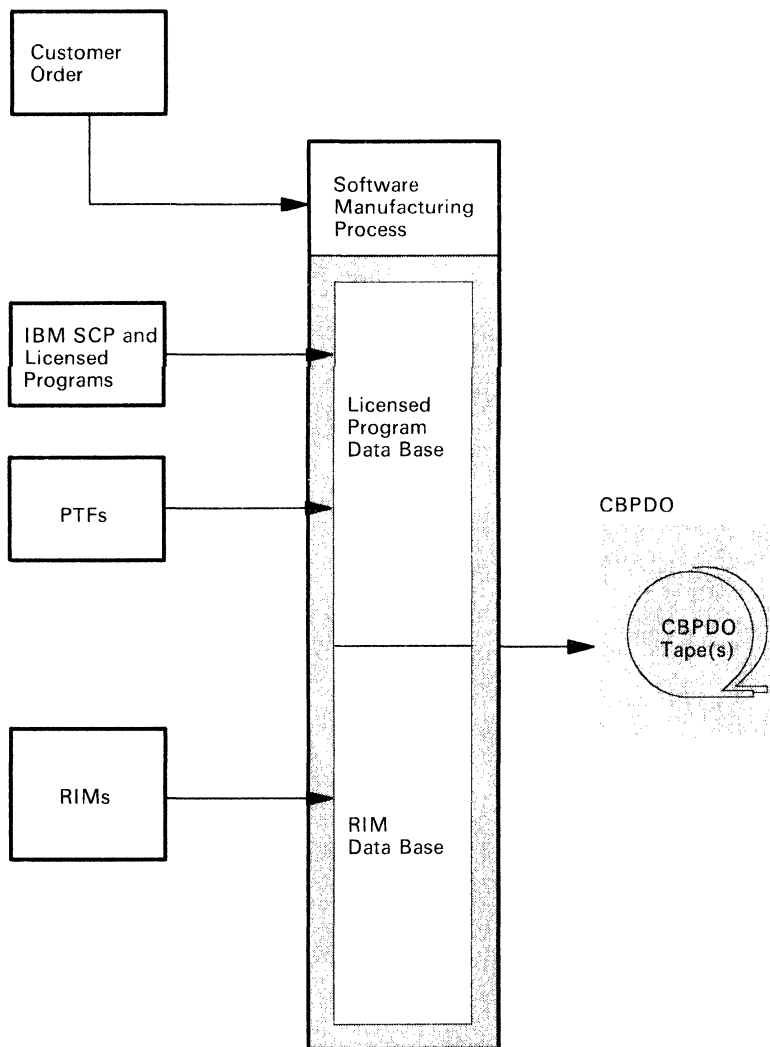 Customer
Order
Software
Manufacturing
Process
IBM SCP and
Licensed
Programs
Licensed
Program
Data Base
PTFs
CBPDO
CBPDO
Tape(s)
RIMs
RIM
Data Base